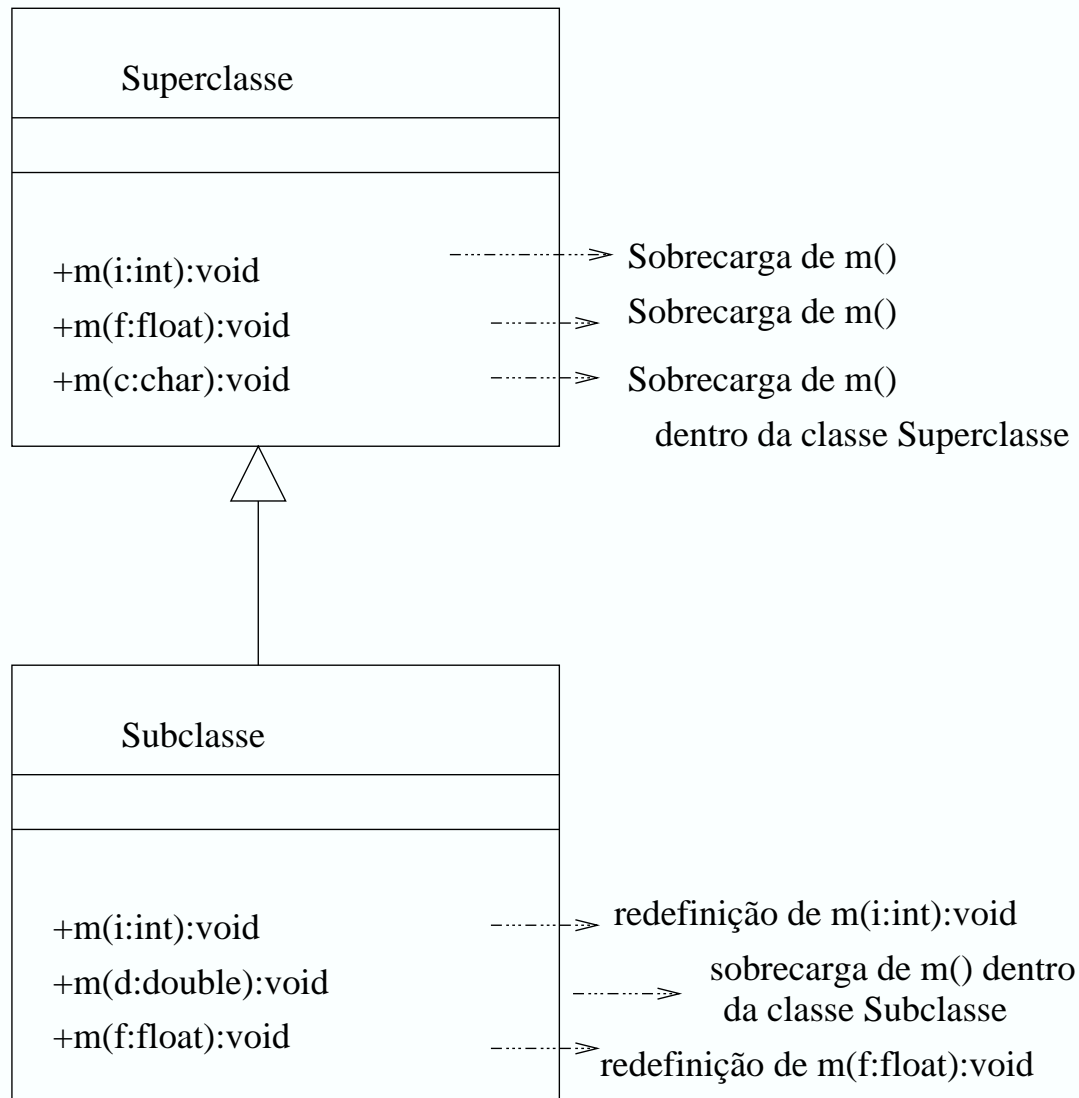 Superclasse
+m(i:int):void
Sobrecarga de m()
+m(f:float):void
Sobrecarga de m()
+m(c:char):void
Sobrecarga de m()
dentro da classe Superclasse
Subclasse
+m(i:int):void
redefinição de m(i:int):void
+m(d:double):void
sobrecarga de m() dentro
da classe Subclasse
+m(f:float):void
redefinição de m(f:float):void